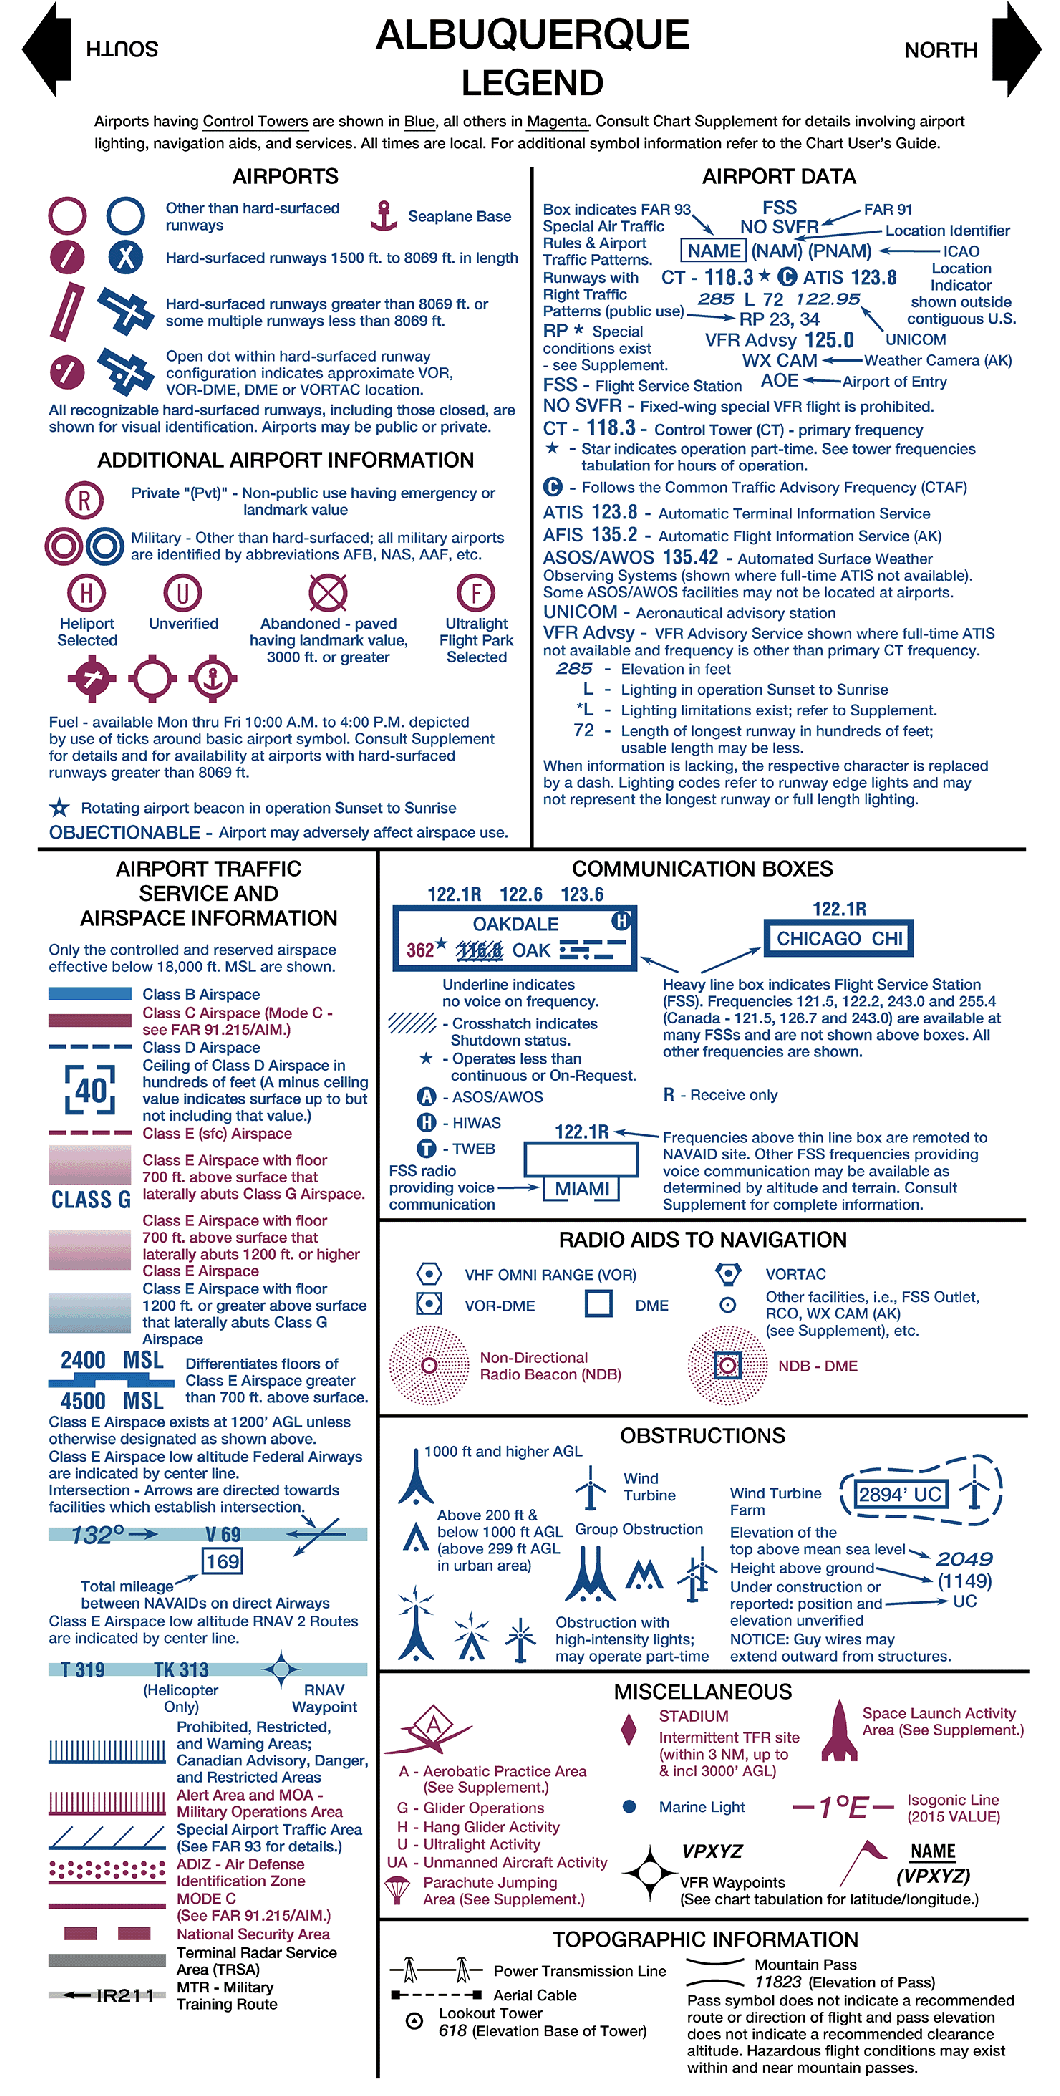 SOUTH
ALBUQUERQUE
LEGEND
NORTH
Airports having Control Towers are shown in Blue, all others in Magenta. Consult Chart Supplement for details involving airport
lighting, navigation aids, and services. All times are local. For additional symbol information refer to the Chart User's Guide.
AIRPORTS
Other than hard-surfaced
runways
Seaplane Base
Hard-surfaced runways 1500 ft. to 8069 ft. in length
Hard-surfaced runways greater than 8069 ft. or
some multiple runways less than 8069 ft.
Open dot within hard-surfaced runway
configuration indicates approximate VOR,
VOR-DME, DME or VORTAC location.
All recognizable hard-surfaced runways, including those closed, are
shown for visual identification. Airports may be public or private.
ADDITIONAL AIRPORT INFORMATION
R
Private "(Pvt)" - Non-public use having emergency or
landmark value
Military - Other than hard-surfaced; all military airports
are identified by abbreviations AFB, NAS, AAF, etc.
H
Heliport
Selected
U
Unverified
Abandoned - paved
having landmark value,
3000 ft. or greater
F
Ultralight
Flight Park
Selected
Fuel - available Mon thru Fri 10:00 A.M. to 4:00 P.M. depicted
by use of ticks around basic airport symbol. Consult Supplement
for details and for availability at airports with hard-surfaced
runways greater than 8069 ft.
Rotating airport beacon in operation Sunset to Sunrise
OBJECTIONABLE - Airport may adversely affect airspace use.
AIRPORT DATA
Box indicates FAR 93
Special Air Traffic
Rules & Airport
Traffic Patterns.
Runways with
Right Traffic
Patterns (public use)
RP * Special
conditions exist
- see Supplement.
FSS
NO SVFR
FAR 91
Location Identifier
NAME (NAM) (PNAM)
ICAO
Location
Indicator
shown outside
contiguous U.S.
CT - 118.3 ★ C ATIS 123.8
285 L 72 122.95
RP 23, 34
VFR Advsy 125.0
UNICOM
WX CAM
Weather Camera (AK)
AOE
Airport of Entry
FSS - Flight Service Station
NO SVFR - Fixed-wing special VFR flight is prohibited.
CT - 118.3 - Control Tower (CT) - primary frequency
★ - Star indicates operation part-time. See tower frequencies
tabulation for hours of operation.
C - Follows the Common Traffic Advisory Frequency (CTAF)
ATIS 123.8 - Automatic Terminal Information Service
AFIS 135.2 - Automatic Flight Information Service (AK)
ASOS/AWOS 135.42 - Automated Surface Weather
Observing Systems (shown where full-time ATIS not available).
Some ASOS/AWOS facilities may not be located at airports.
UNICOM - Aeronautical advisory station
VFR Advsy - VFR Advisory Service shown where full-time ATIS
not available and frequency is other than primary CT frequency.
285 - Elevation in feet
L - Lighting in operation Sunset to Sunrise
*L - Lighting limitations exist; refer to Supplement.
72 - Length of longest runway in hundreds of feet;
usable length may be less.
When information is lacking, the respective character is replaced
by a dash. Lighting codes refer to runway edge lights and may
not represent the longest runway or full length lighting.
AIRPORT TRAFFIC
SERVICE AND
AIRSPACE INFORMATION
Only the controlled and reserved airspace
effective below 18,000 ft. MSL are shown.
Class B Airspace
Class C Airspace (Mode C -
see FAR 91.215/AIM.)
Class D Airspace
40
Ceiling of Class D Airspace in
hundreds of feet (A minus ceiling
value indicates surface up to but
not including that value.)
Class E (sfc) Airspace
Class E Airspace with floor
700 ft. above surface that
laterally abuts Class G Airspace.
CLASS G
Class E Airspace with floor
700 ft. above surface that
laterally abuts 1200 ft. or higher
Class E Airspace
Class E Airspace with floor
1200 ft. or greater above surface
that laterally abuts Class G
Airspace
2400 MSL
4500 MSL
Differentiates floors of
Class E Airspace greater
than 700 ft. above surface.
Class E Airspace exists at 1200' AGL unless
otherwise designated as shown above.
Class E Airspace low altitude Federal Airways
are indicated by center line.
Intersection - Arrows are directed towards
facilities which establish intersection.
132°
V 69
169
Total mileage
between NAVAIDs on direct Airways
Class E Airspace low altitude RNAV 2 Routes
are indicated by center line.
T 319
TK 313
(Helicopter
Only)
RNAV
Waypoint
Prohibited, Restricted,
and Warning Areas;
Canadian Advisory, Danger,
and Restricted Areas
Alert Area and MOA -
Military Operations Area
Special Airport Traffic Area
(See FAR 93 for details.)
ADIZ - Air Defense
Identification Zone
MODE C
(See FAR 91.215/AIM.)
National Security Area
Terminal Radar Service
Area (TRSA)
IR211
MTR - Military
Training Route
COMMUNICATION BOXES
122.1R 122.6 123.6
OAKDALE
H
362★ 116.8 OAK
122.1R
CHICAGO CHI
Underline indicates
no voice on frequency.
- Crosshatch indicates
Shutdown status.
★ - Operates less than
continuous or On-Request.
A - ASOS/AWOS
H - HIWAS
T - TWEB
FSS radio
providing voice
communication
122.1R
MIAMI
Heavy line box indicates Flight Service Station
(FSS). Frequencies 121.5, 122.2, 243.0 and 255.4
(Canada - 121.5, 126.7 and 243.0) are available at
many FSSs and are not shown above boxes. All
other frequencies are shown.
R - Receive only
Frequencies above thin line box are remoted to
NAVAID site. Other FSS frequencies providing
voice communication may be available as
determined by altitude and terrain. Consult
Supplement for complete information.
RADIO AIDS TO NAVIGATION
VHF OMNI RANGE (VOR)
VORTAC
VOR-DME
DME
Other facilities, i.e., FSS Outlet,
RCO, WX CAM (AK)
(see Supplement), etc.
Non-Directional
Radio Beacon (NDB)
NDB - DME
OBSTRUCTIONS
1000 ft and higher AGL
Above 200 ft &
below 1000 ft AGL
(above 299 ft AGL
in urban area)
Wind
Turbine
Group Obstruction
Obstruction with
high-intensity lights;
may operate part-time
Wind Turbine
Farm
2894' UC
Elevation of the
top above mean sea level
Height above ground
Under construction or
reported: position and
elevation unverified
2049
(1149)
UC
NOTICE: Guy wires may
extend outward from structures.
MISCELLANEOUS
A
A - Aerobatic Practice Area
(See Supplement.)
G - Glider Operations
H - Hang Glider Activity
U - Ultralight Activity
UA - Unmanned Aircraft Activity
Parachute Jumping
Area (See Supplement.)
STADIUM
Intermittent TFR site
(within 3 NM, up to
& incl 3000' AGL)
Marine Light
VPXYZ
VFR Waypoints
(See chart tabulation for latitude/longitude.)
Space Launch Activity
Area (See Supplement.)
1°E
Isogonic Line
(2015 VALUE)
NAME
(VPXYZ)
TOPOGRAPHIC INFORMATION
Power Transmission Line
Aerial Cable
Lookout Tower
618 (Elevation Base of Tower)
Mountain Pass
11823 (Elevation of Pass)
Pass symbol does not indicate a recommended
route or direction of flight and pass elevation
does not indicate a recommended clearance
altitude. Hazardous flight conditions may exist
within and near mountain passes.